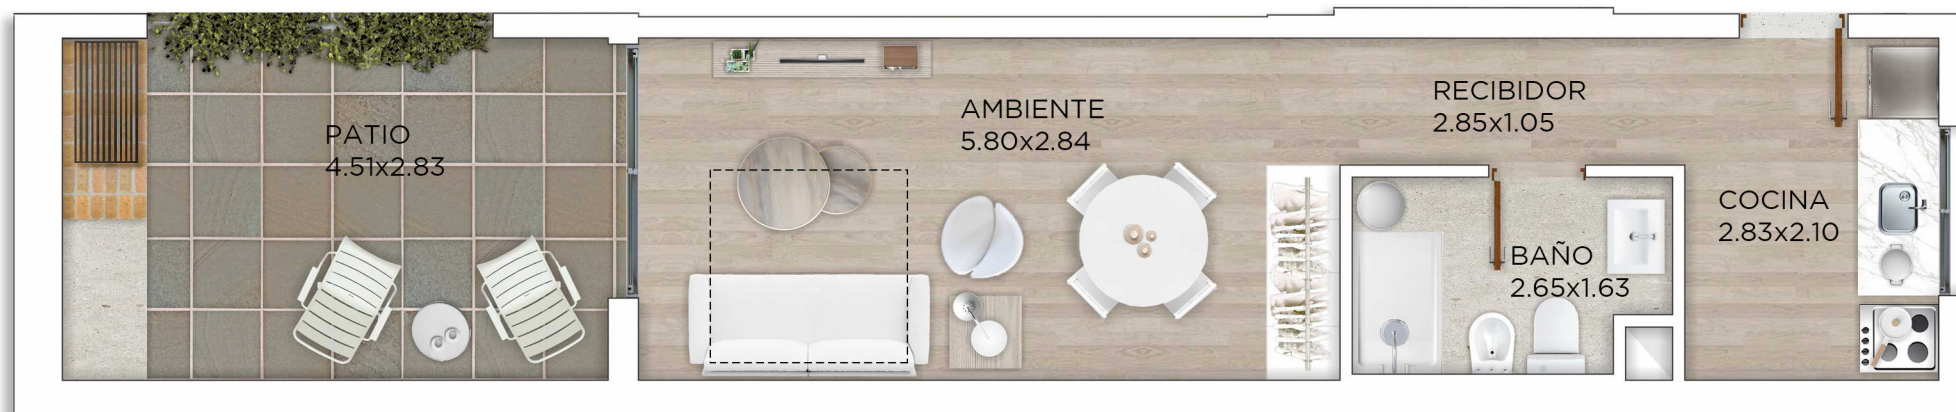 PATIO
4.51x2.83
AMBIENTE
5.80x2.84
RECIBIDOR
2.85x1.05
COCINA
2.83x2.10
BAÑO
2.65x1.63